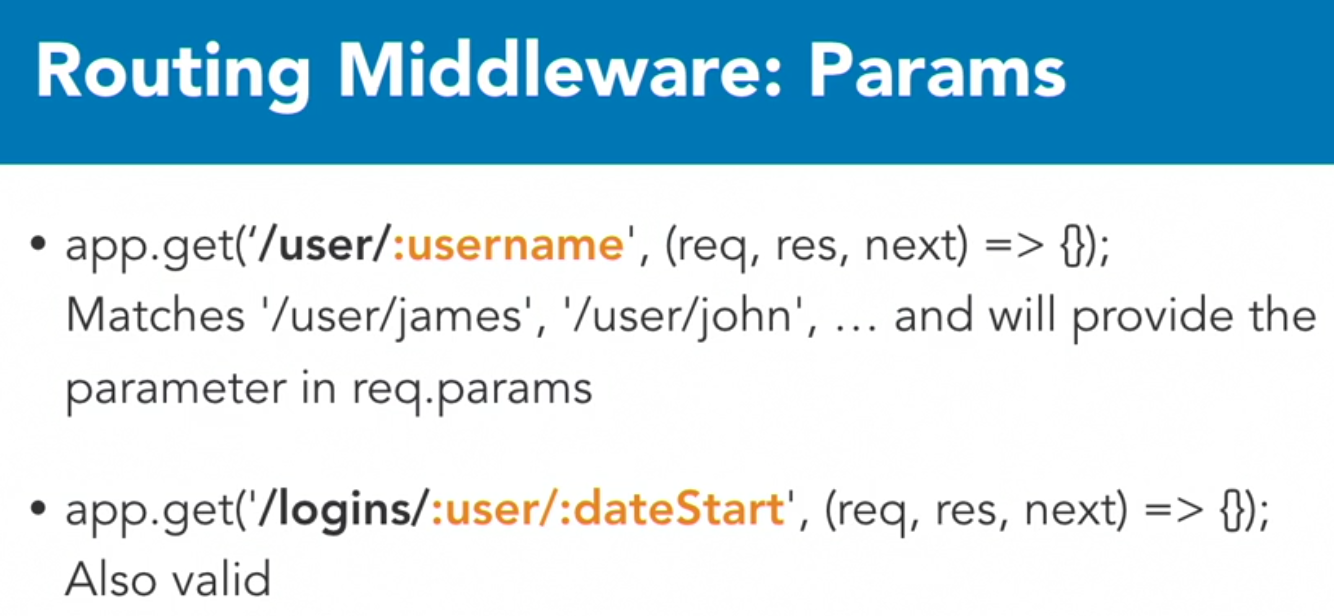 Routing Middleware: Params
• app.get(‘/user/:username', (req, res, next) => {});
Matches '/user/james', '/user/john', … and will provide the
parameter in req.params
• app.get('/logins/:user/:dateStart', (req, res, next) => {});
Also valid